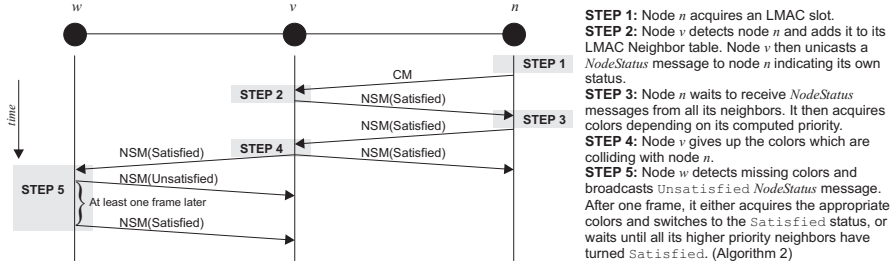 w v n
STEP 1
CM
STEP 2
NSM(Satisfied)
STEP 3
NSM(Satisfied)
NSM(Satisfied)
STEP 4
NSM(Satisfied)
time
STEP 5
NSM(Unsatisfied)
At least one frame later
NSM(Satisfied)
STEP 1: Node n acquires an LMAC slot.
STEP 2: Node v detects node n and adds it to its
LMAC Neighbor table. Node v then unicasts a
NodeStatus message to node n indicating its own
status.
STEP 3: Node n waits to receive NodeStatus
messages from all its neighbors. It then acquires
colors depending on its computed priority.
STEP 4: Node v gives up the colors which are
colliding with node n.
STEP 5: Node w detects missing colors and
broadcasts Unsatisfied NodeStatus message.
After one frame, it either acquires the appropriate
colors and switches to the Satisfied status, or
waits until all its higher priority neighbors have
turned Satisfied. (Algorithm 2)